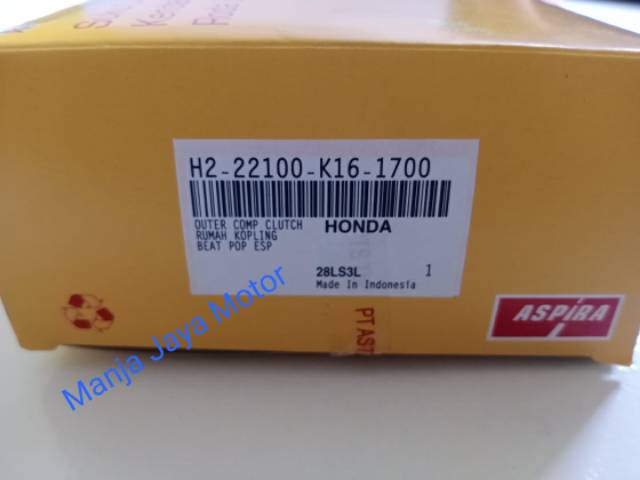 H2-22100-K16-1700
OUTER COMP CLUTCH
RUMAH KOPLING
HONDA
BEAT POP ESP
28LS3L 1
Made In Indonesia
ASPIRA
Manja Jaya Motor